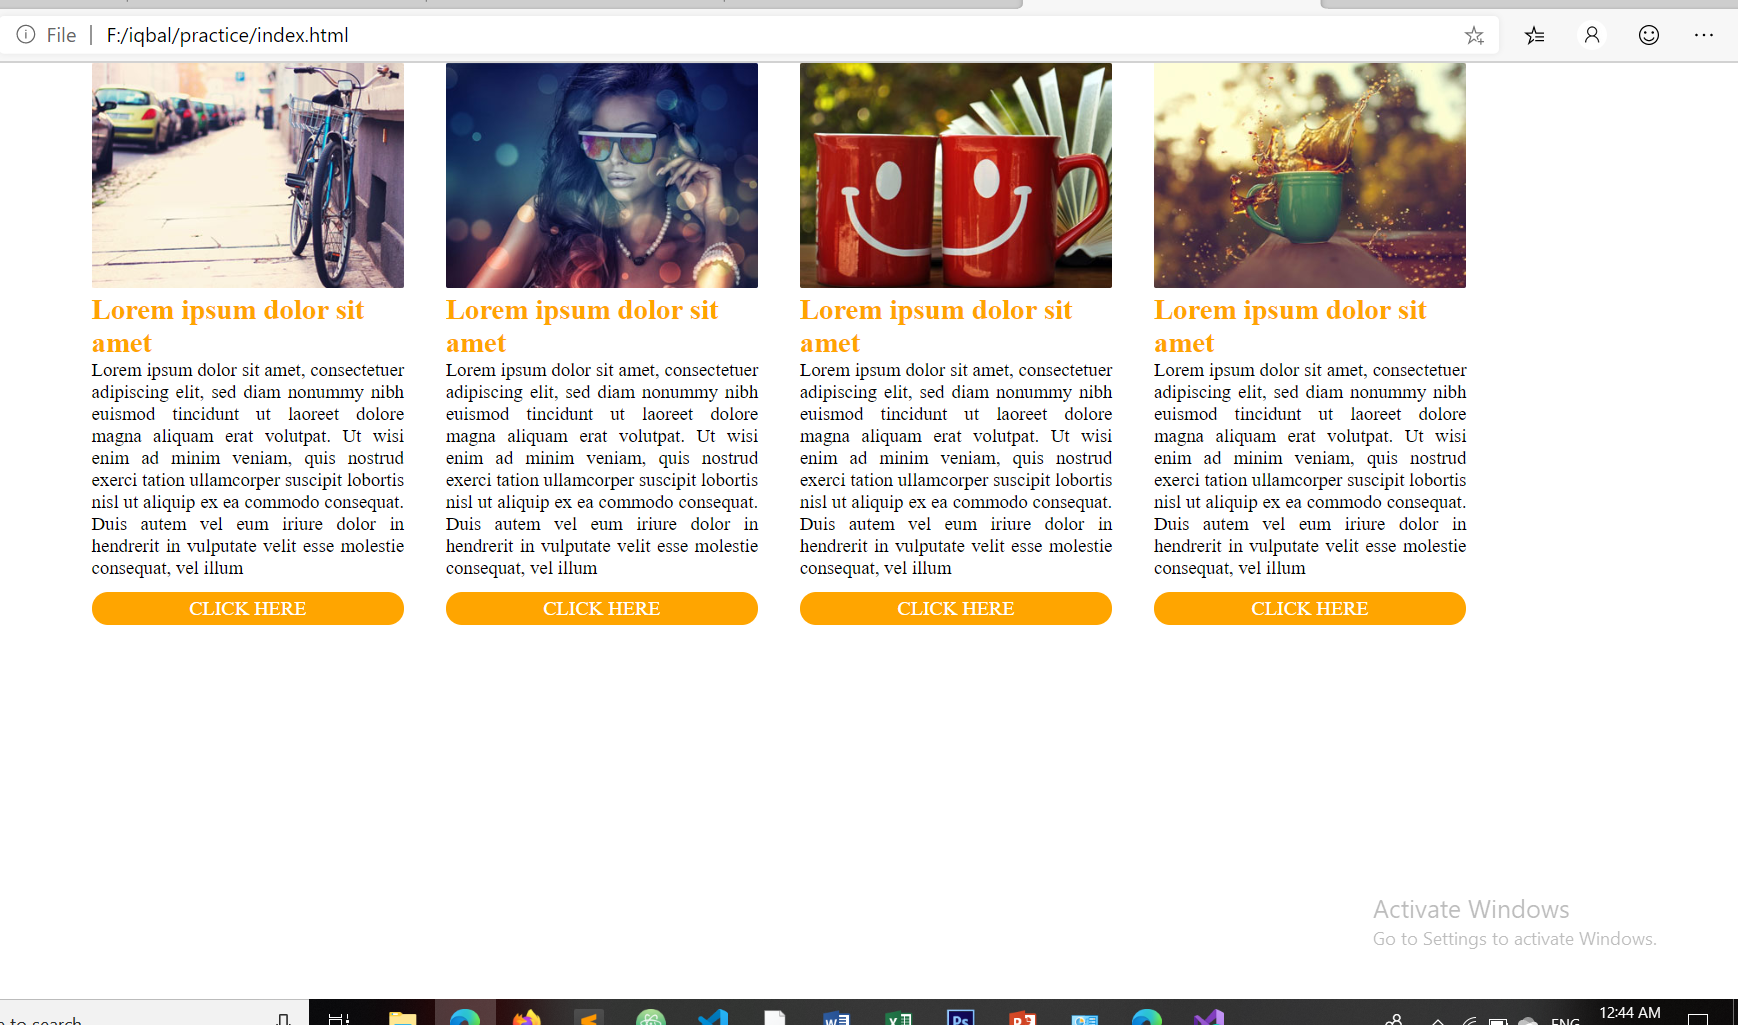 File
F:/iqbal/practice/index.html
Lorem ipsum dolor sit
amet
Lorem ipsum dolor sit amet, consectetuer
adipiscing elit, sed diam nonummy nibh
euismod tincidunt ut laoreet dolore
magna aliquam erat volutpat. Ut wisi
enim ad minim veniam, quis nostrud
exerci tation ullamcorper suscipit lobortis
nisl ut aliquip ex ea commodo consequat.
Duis autem vel eum iriure dolor in
hendrerit in vulputate velit esse molestie
consequat, vel illum
CLICK HERE
Lorem ipsum dolor sit
amet
Lorem ipsum dolor sit amet, consectetuer
adipiscing elit, sed diam nonummy nibh
euismod tincidunt ut laoreet dolore
magna aliquam erat volutpat. Ut wisi
enim ad minim veniam, quis nostrud
exerci tation ullamcorper suscipit lobortis
nisl ut aliquip ex ea commodo consequat.
Duis autem vel eum iriure dolor in
hendrerit in vulputate velit esse molestie
consequat, vel illum
CLICK HERE
Lorem ipsum dolor sit
amet
Lorem ipsum dolor sit amet, consectetuer
adipiscing elit, sed diam nonummy nibh
euismod tincidunt ut laoreet dolore
magna aliquam erat volutpat. Ut wisi
enim ad minim veniam, quis nostrud
exerci tation ullamcorper suscipit lobortis
nisl ut aliquip ex ea commodo consequat.
Duis autem vel eum iriure dolor in
hendrerit in vulputate velit esse molestie
consequat, vel illum
CLICK HERE
Lorem ipsum dolor sit
amet
Lorem ipsum dolor sit amet, consectetuer
adipiscing elit, sed diam nonummy nibh
euismod tincidunt ut laoreet dolore
magna aliquam erat volutpat. Ut wisi
enim ad minim veniam, quis nostrud
exerci tation ullamcorper suscipit lobortis
nisl ut aliquip ex ea commodo consequat.
Duis autem vel eum iriure dolor in
hendrerit in vulputate velit esse molestie
consequat, vel illum
CLICK HERE
Activate Windows
Go to Settings to activate Windows.
to search
Ps
ENG
12:44 AM